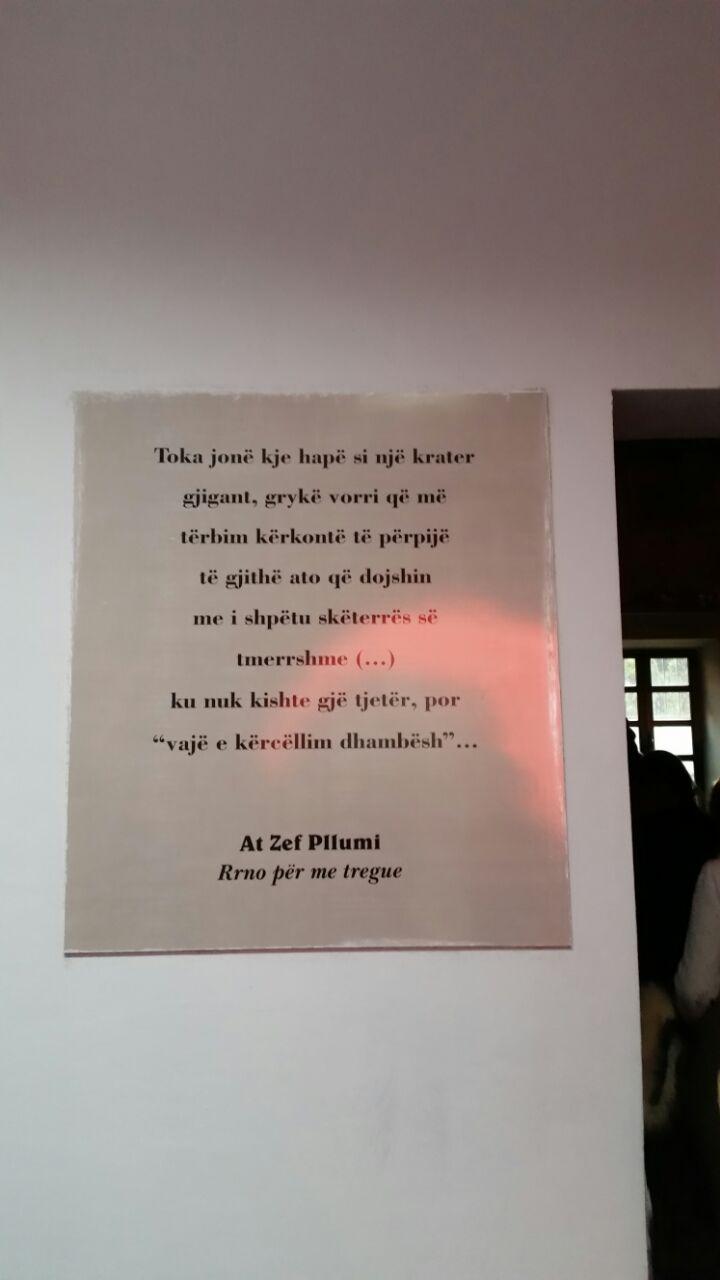 Toka jonë kje hapë si një krater
gjigant, grykë vorri që më
tërbim kërkontë të përpijë
të gjithë ato që dojshin
me i shpëtu skëterrës së
tmerrshme (...)
ku nuk kishte gjë tjetër, por
“vajë e kërcëllim dhambësh”...
At Zef Pllumi
Rrno për me tregue